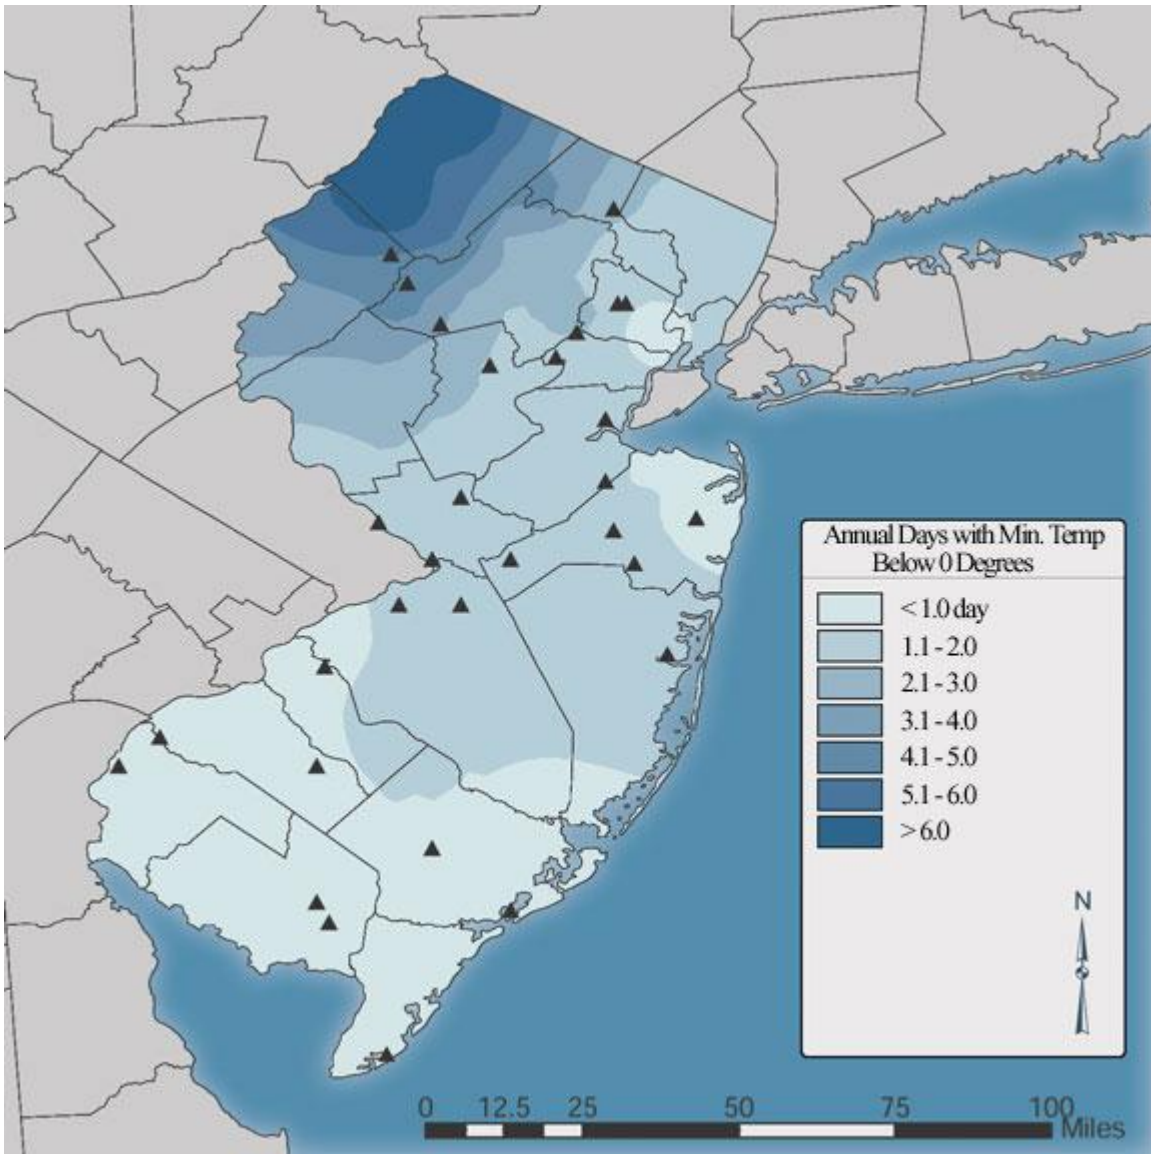 Annual Days with Min. Temp
Below 0 Degrees
< 1.0 day
1.1 - 2.0
2.1 - 3.0
3.1 - 4.0
4.1 - 5.0
5.1 - 6.0
> 6.0
N
0 12.5 25 50 75 100
Miles